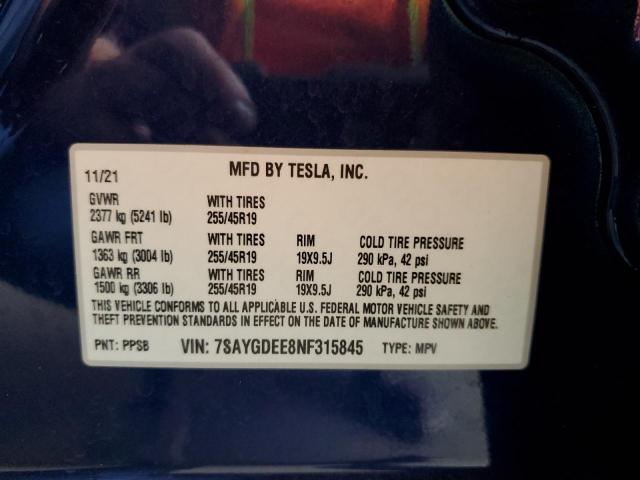 11/21 MFD BY TESLA, INC.
GVWR WITH TIRES
2377 kg (5241 lb) 255/45R19
GAWR FRT WITH TIRES RIM COLD TIRE PRESSURE
1363 kg (3004 lb) 255/45R19 19X9.5J 290 kPa, 42 psi
GAWR RR WITH TIRES RIM COLD TIRE PRESSURE
1500 kg (3306 lb) 255/45R19 19X9.5J 290 kPa, 42 psi
THIS VEHICLE CONFORMS TO ALL APPLICABLE U.S. FEDERAL MOTOR VEHICLE SAFETY AND
THEFT PREVENTION STANDARDS IN EFFECT ON THE DATE OF MANUFACTURE SHOWN ABOVE.
PNT: PPSB VIN: 7SAYGDEE8NF315845 TYPE: MPV